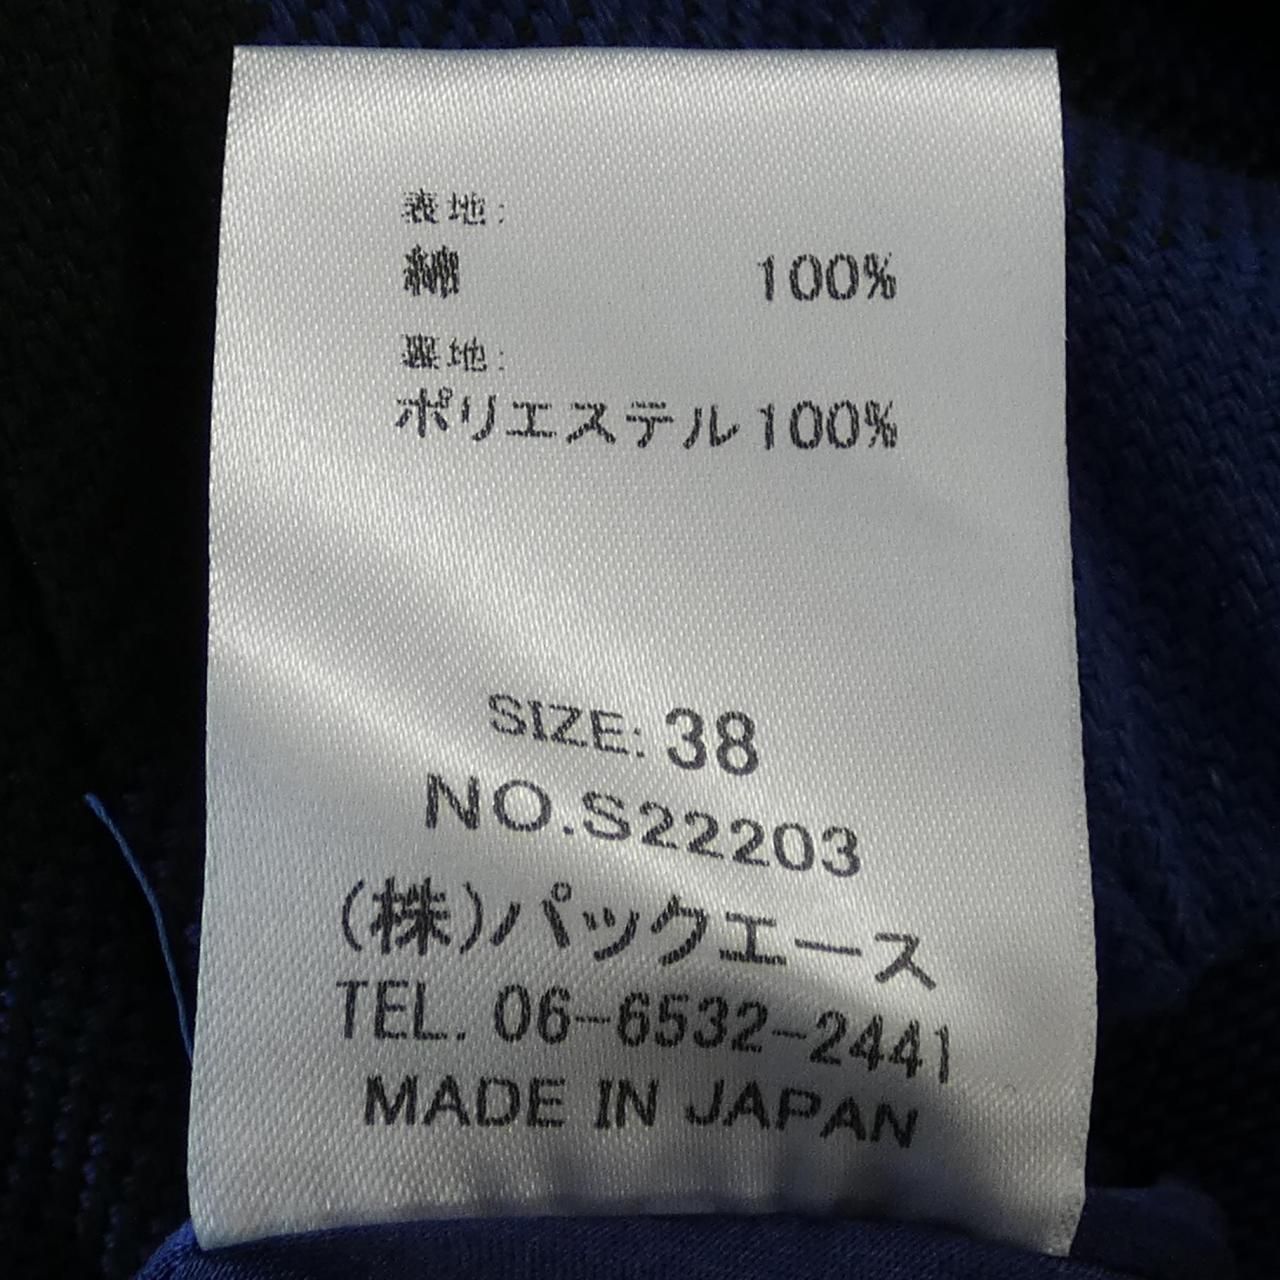 表地:
綿 100%
裏地:
ポリエステル100%
SIZE: 38
NO.S22203
(株)パックエース
TEL. 06-6532-2441
MADE IN JAPAN